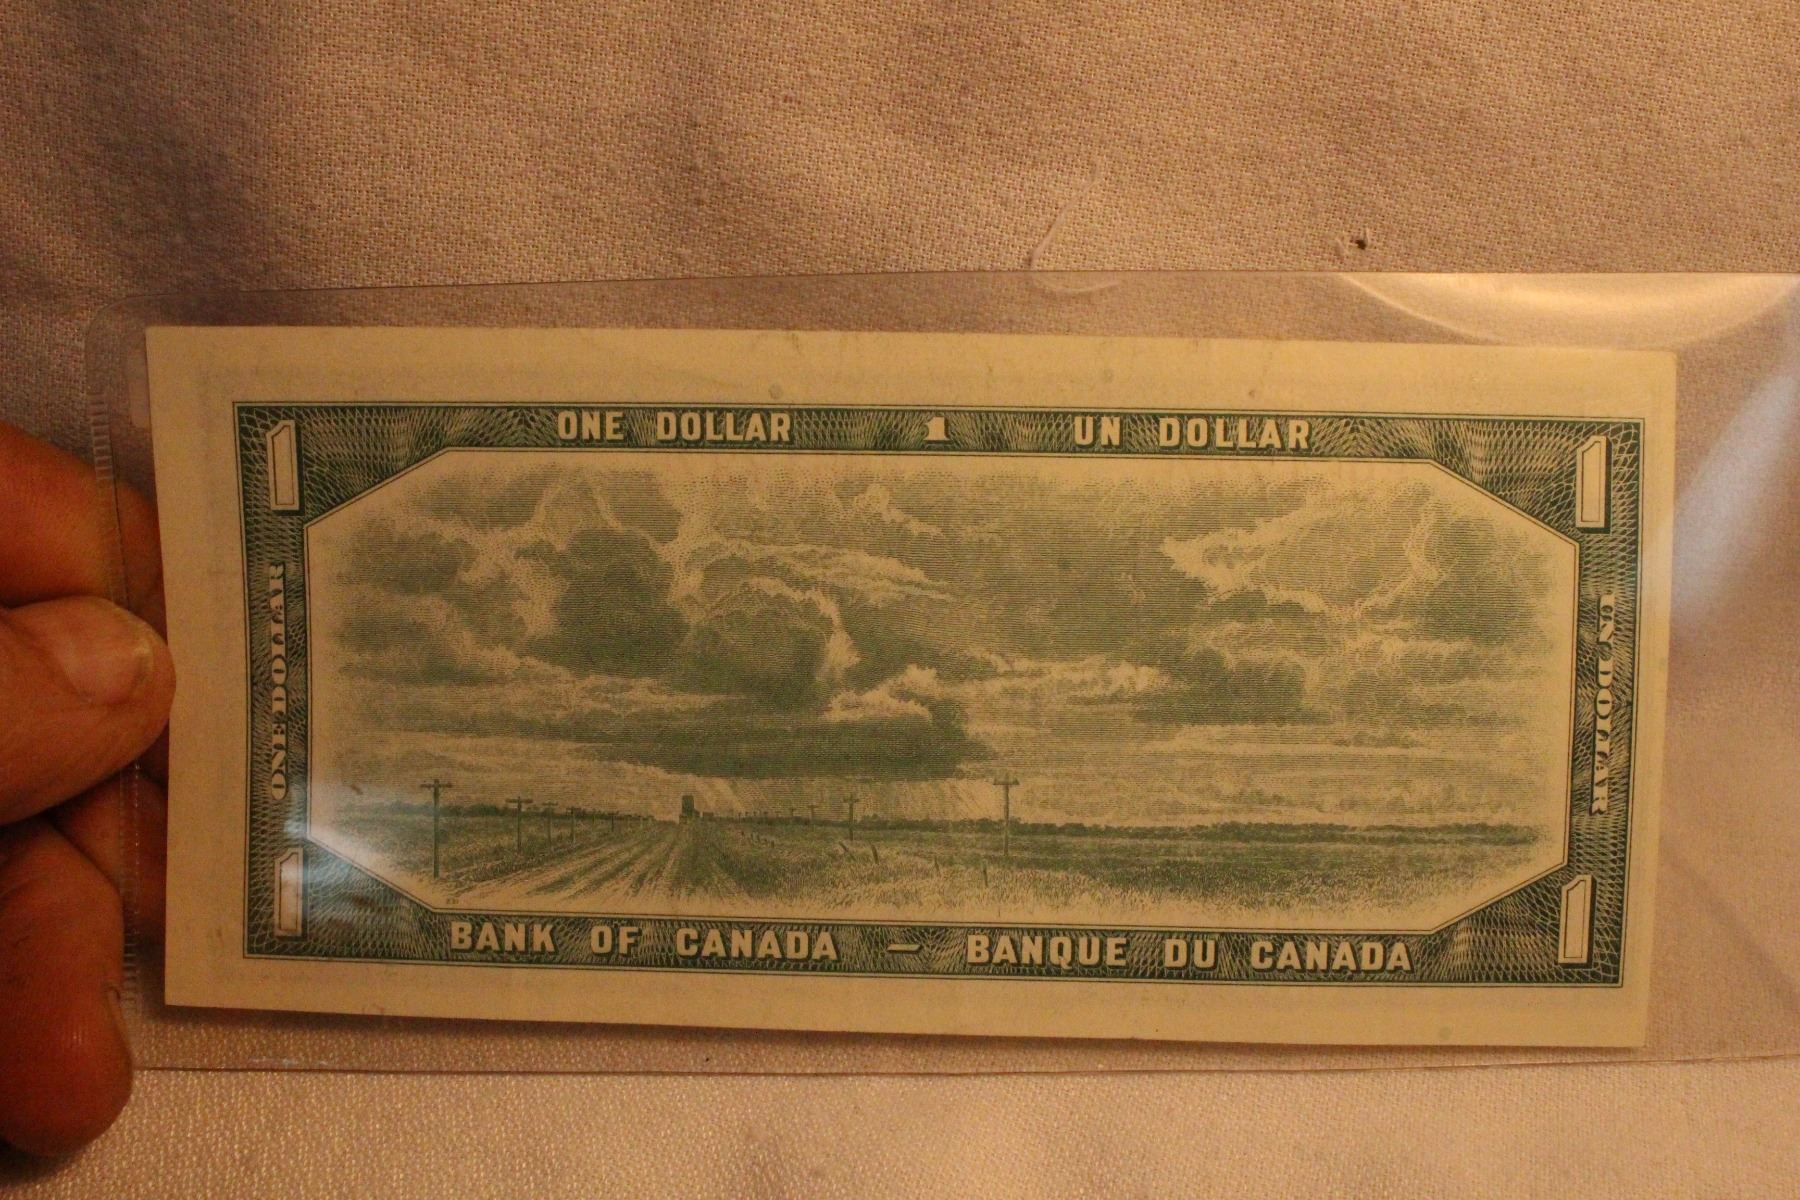 ONE DOLLAR 1 UN DOLLAR
1
1
ONE DOLLAR
UN DOLLAR
1
1
BANK OF CANADA — BANQUE DU CANADA